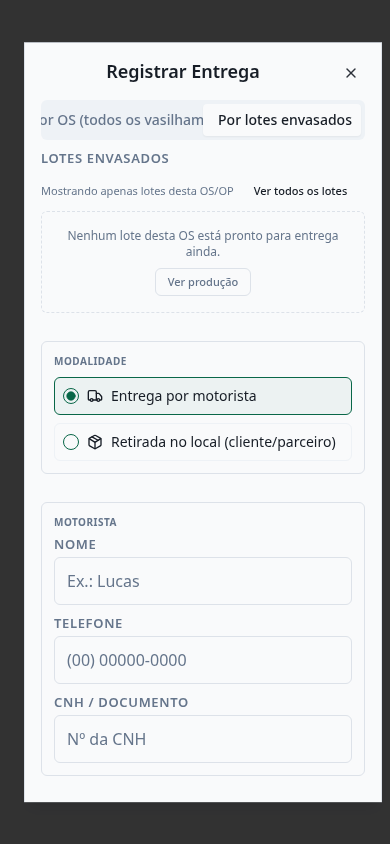 Registrar Entrega
or OS (todos os vasilham
Por lotes envasados
LOTES ENVASADOS
Mostrando apenas lotes desta OS/OP
Ver todos os lotes
Nenhum lote desta OS está pronto para entrega
ainda.
Ver produção
MODALIDADE
Entrega por motorista
Retirada no local (cliente/parceiro)
MOTORISTA
NOME
Ex.: Lucas
TELEFONE
(00) 00000-0000
CNH / DOCUMENTO
Nº da CNH